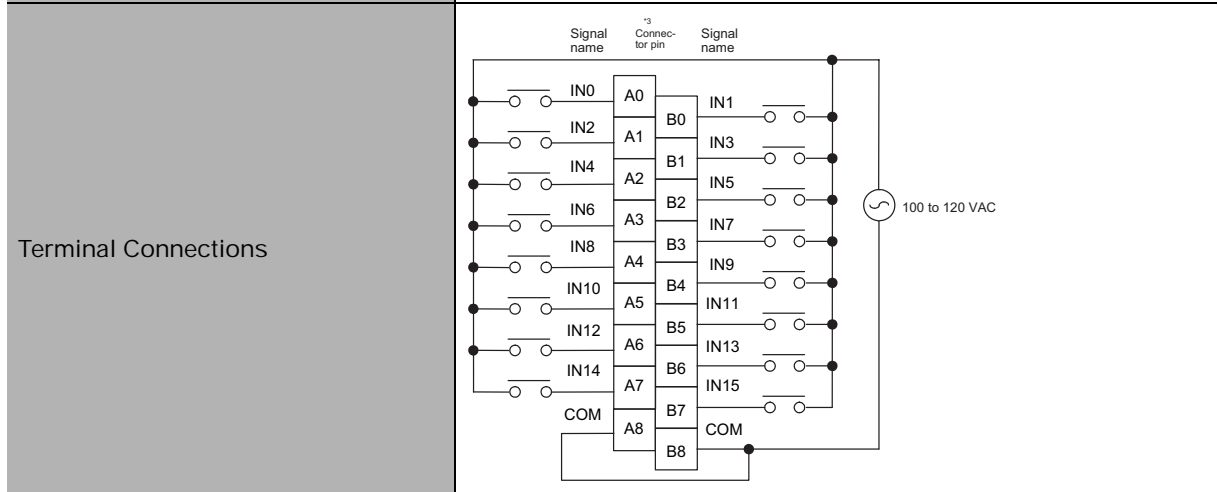 Terminal Connections
Signal name
*3
Connec-
tor pin
Signal name
IN0 A0
B0 IN1
IN2 A1
B1 IN3
IN4 A2
B2 IN5
IN6 A3
B3 IN7
IN8 A4
B4 IN9
IN10 A5
B5 IN11
IN12 A6
B6 IN13
IN14 A7
B7 IN15
COM A8
B8 COM
100 to 120 VAC